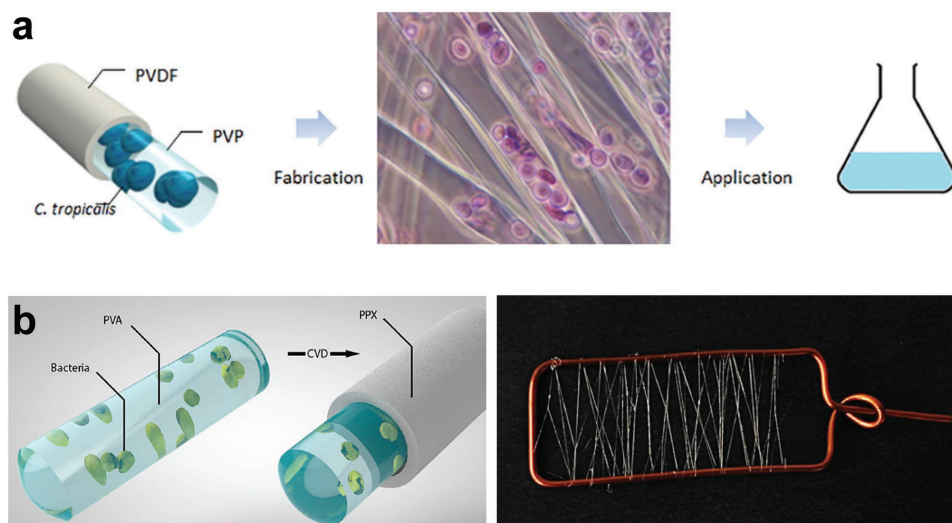 a
PVDF
PVP
C. tropicalis
Fabrication
Application
b
PVA
Bacteria
CVD
PPX